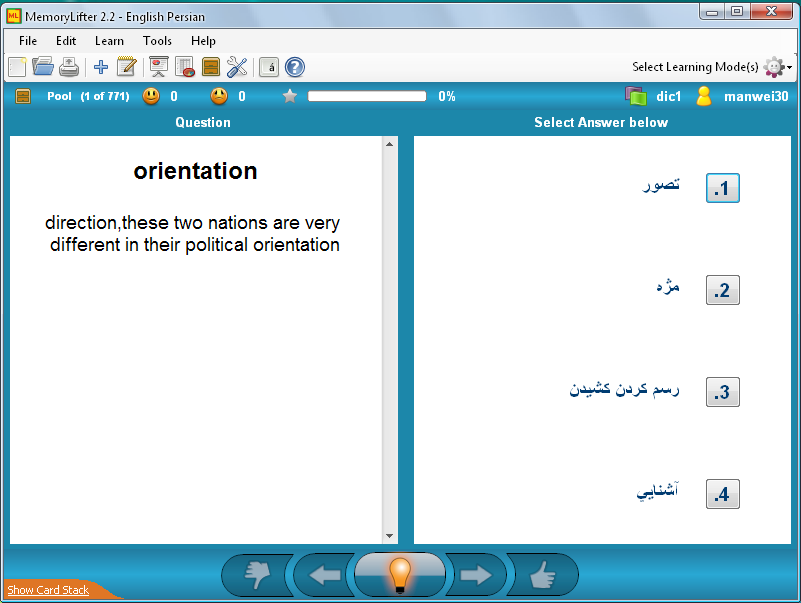 MemoryLifter 2.2 - English Persian
File Edit Learn Tools Help
á ? Select Learning Mode(s)
Pool (1 of 771) 0 0 0% dic1 manwei30
Question
Select Answer below
orientation
direction,these two nations are very
different in their political orientation
تصور .1
مژه .2
رسم کردن کشیدن .3
آشنايي .4
Show Card Stack